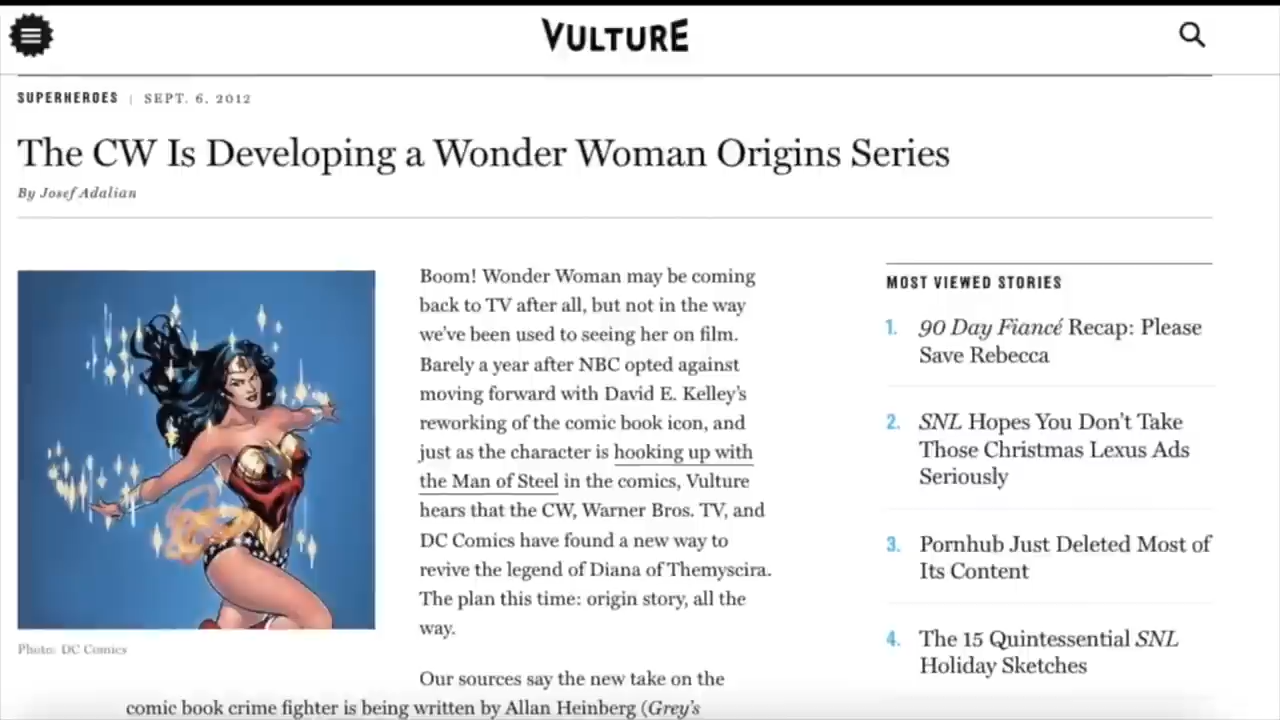 VULTURE
SUPERHEROES | SEPT. 6, 2012
The CW Is Developing a Wonder Woman Origins Series
By Josef Adalian
Photo: DC Comics
Boom! Wonder Woman may be coming
back to TV after all, but not in the way
we've been used to seeing her on film.
Barely a year after NBC opted against
moving forward with David E. Kelley's
reworking of the comic book icon, and
just as the character is hooking up with
the Man of Steel in the comics, Vulture
hears that the CW, Warner Bros. TV, and
DC Comics have found a new way to
revive the legend of Diana of Themyscira.
The plan this time: origin story, all the
way.
Our sources say the new take on the
comic book crime fighter is being written by Allan Heinberg (Grey's
MOST VIEWED STORIES
1. 90 Day Fiancé Recap: Please
Save Rebecca
2. SNL Hopes You Don't Take
Those Christmas Lexus Ads
Seriously
3. Pornhub Just Deleted Most of
Its Content
4. The 15 Quintessential SNL
Holiday Sketches